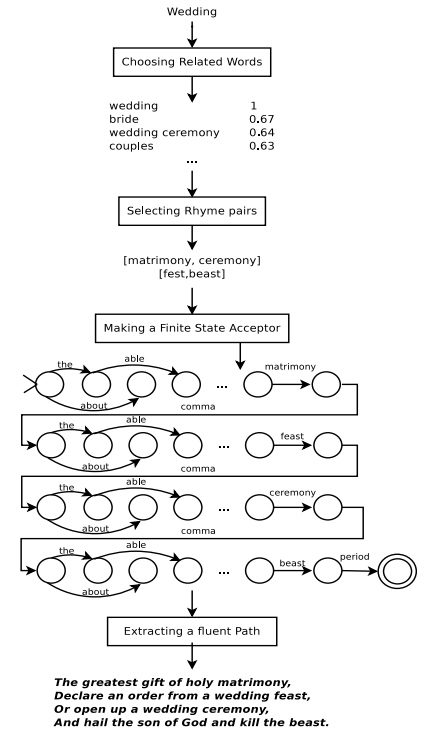 Wedding
Choosing Related Words
wedding 1
bride 0.67
wedding ceremony 0.64
couples 0.63
...
Selecting Rhyme pairs
[matrimony, ceremony]
[fest,beast]
Making a Finite State Acceptor
the able matrimony
...
about comma
the able feast
...
about comma
the able ceremony
...
about comma
the able beast period
...
about
Extracting a fluent Path
The greatest gift of holy matrimony,
Declare an order from a wedding feast,
Or open up a wedding ceremony,
And hail the son of God and kill the beast.